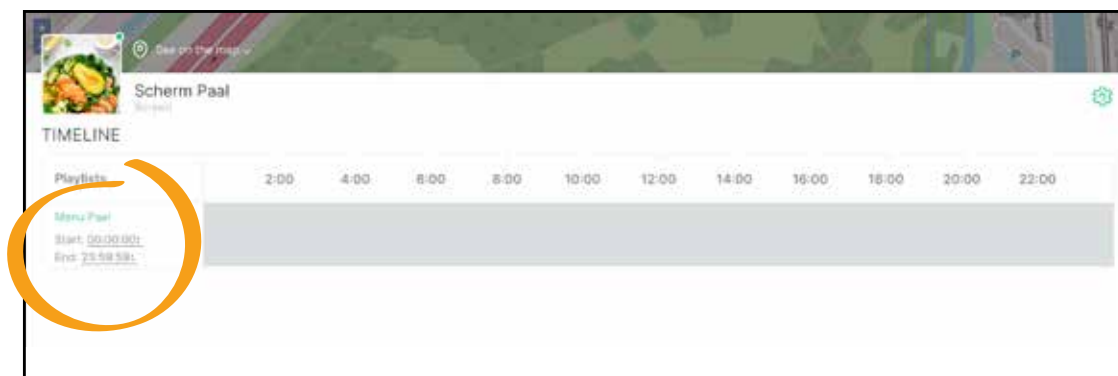 See on the map
Scherm Paal
Screen
TIMELINE
Playlists 2:00 4:00 6:00 8:00 10:00 12:00 14:00 16:00 18:00 20:00 22:00
Menu Paal
Start: 00:00:00
End: 23:59:59